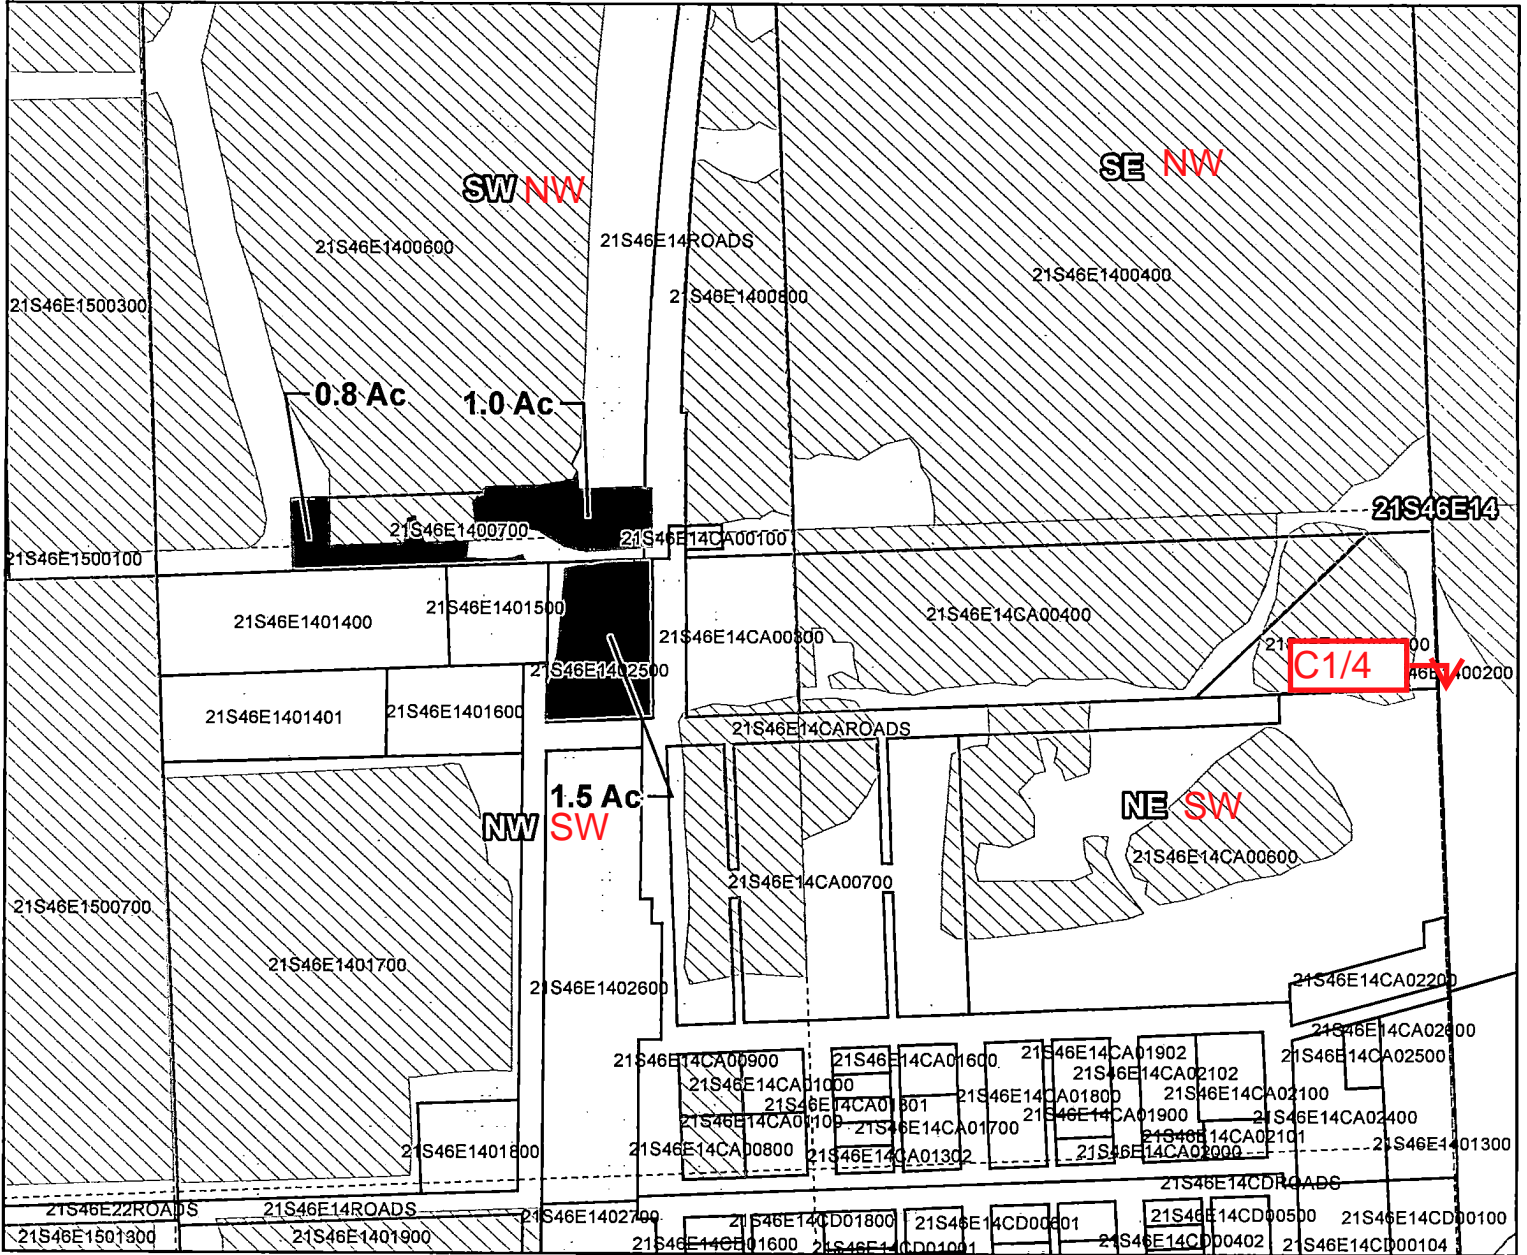 SE NW
SW NW
21S46E14ROADS
21S46E1400600
21S46E1400400
21S46E1500300
21S46E1400800
0.8 Ac
1.0 Ac
21S46E14
21S46E1400700
21S46E14CA00100
21S46E1500100
21S46E1401500
21S46E14CA00400
21S46E1401400
21S46E14CA00300
C1/4
21S46E1402500
21S46E1401401
21S46E1401600
21S46E14CAROADS
1.5 Ac
NE SW
NW SW
21S46E14CA00600
21S46E14CA00700
21S46E1500700
21S46E1401700
21S46E14CA02200
21S46E1402600
21S46E14CA02600
21S46E14CA00900
21S46E14CA01600
21S46E14CA01902
21S46E14CA02500
21S46E14CA02102
21S46E14CA01000
21S46E14CA01800
21S46E14CA02100
21S46E14CA01301
21S46E14CA01900
21S46E14CA02400
21S46E14CA01100
21S46E14CA01700
21S46E14CA02101
21S46E1401300
21S46E1401800
21S46E14CA00800
21S46E14CA01302
21S46E14CA02000
21S46E14CDROADS
21S46E22ROADS
21S46E14ROADS
21S46E1402700
21S46E14CD01800
21S46E14CD00601
21S46E14CD00500
21S46E14CD00100
21S46E1501300
21S46E1401900
21S46E14CD01600
21S46E14CD01001
21S46E14CD00402
21S46E14CD00104